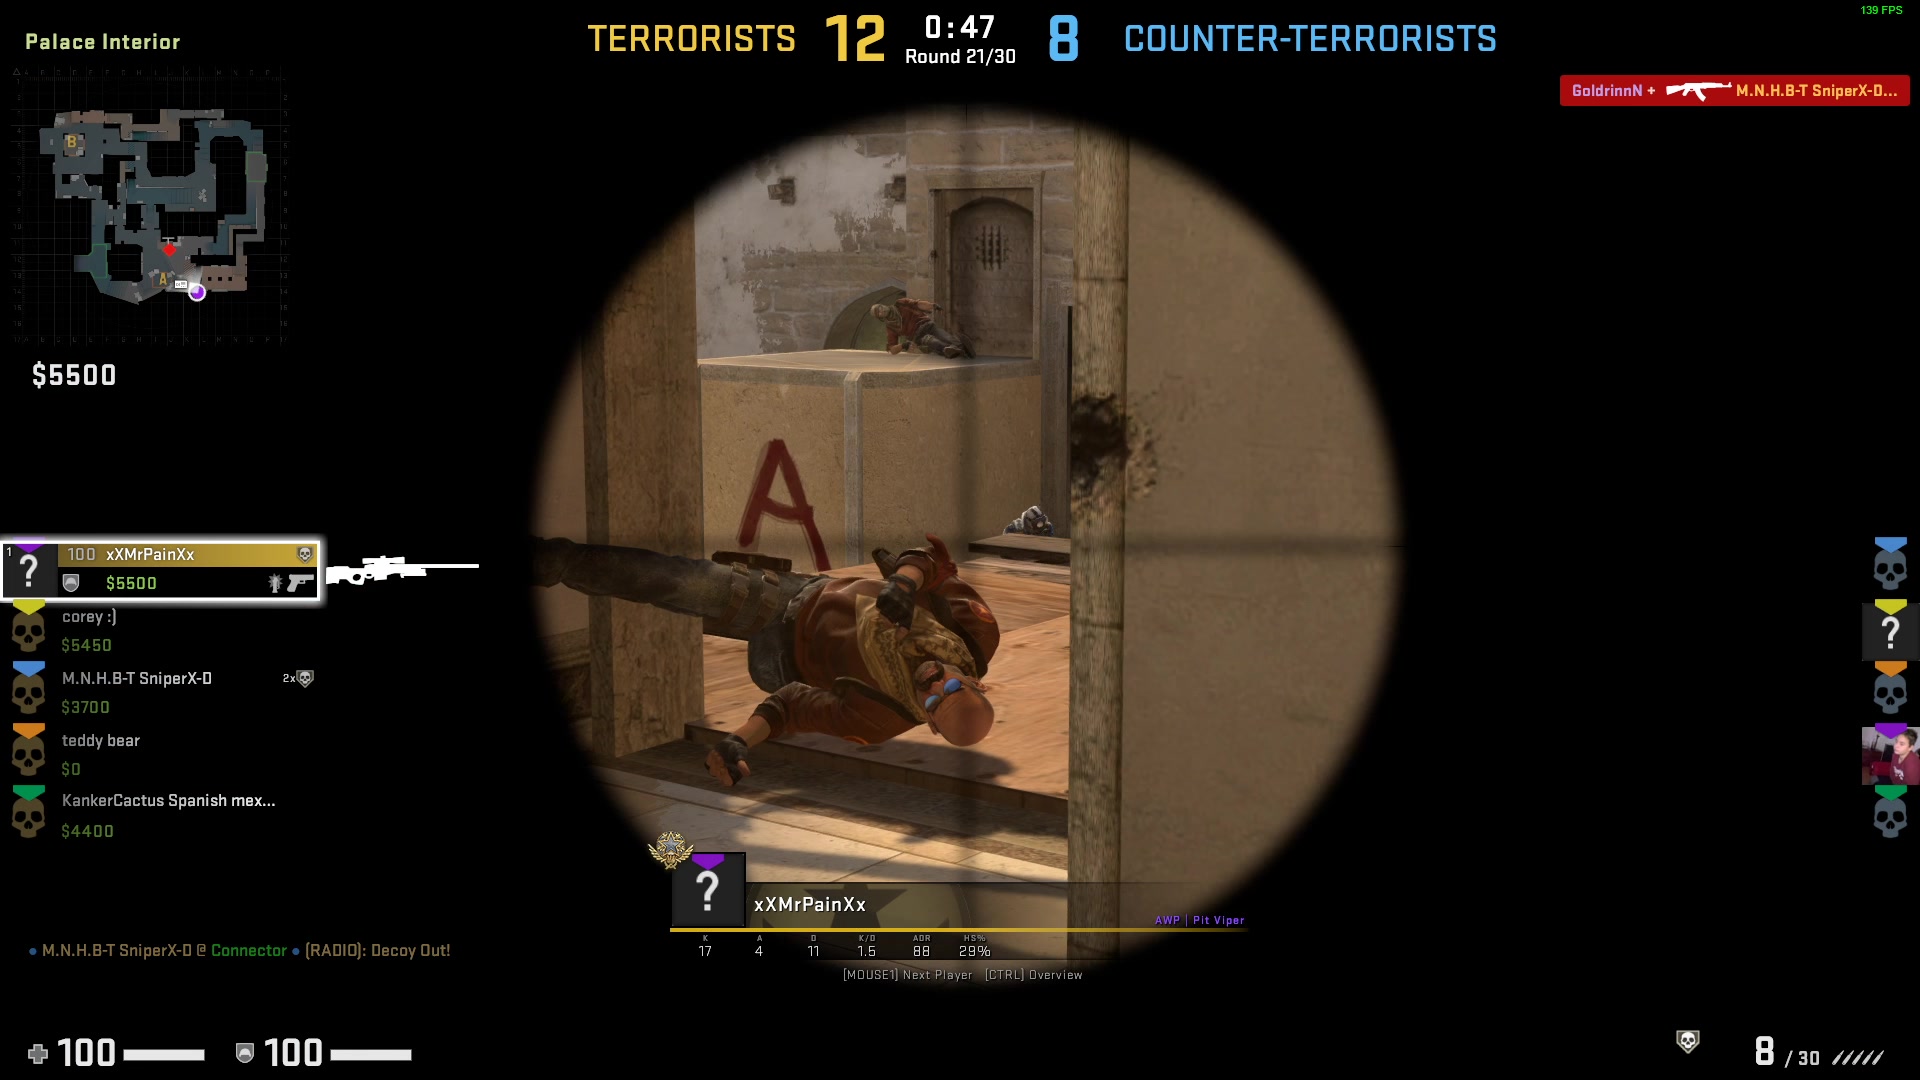 139 FPS
TERRORISTS 12 0:47 8 COUNTER-TERRORISTS
Round 21/30
Palace Interior
GoldrinnN + M.N.H.B-T SniperX-D...
B
A
$5500
A
1 ? 100 xXMrPainXx
$5500
corey :)
$5450
?
M.N.H.B-T SniperX-D 2x
$3700
teddy bear
$0
KankerCactus Spanish mex...
$4400
? xXMrPainXx
AWP | Pit Viper
K A D K/D ADR HS%
17 4 11 1.5 88 29%
• M.N.H.B-T SniperX-D @ Connector • (RADIO): Decoy Out!
[MOUSE1] Next Player [CTRL] Overview
100 100 8 / 30